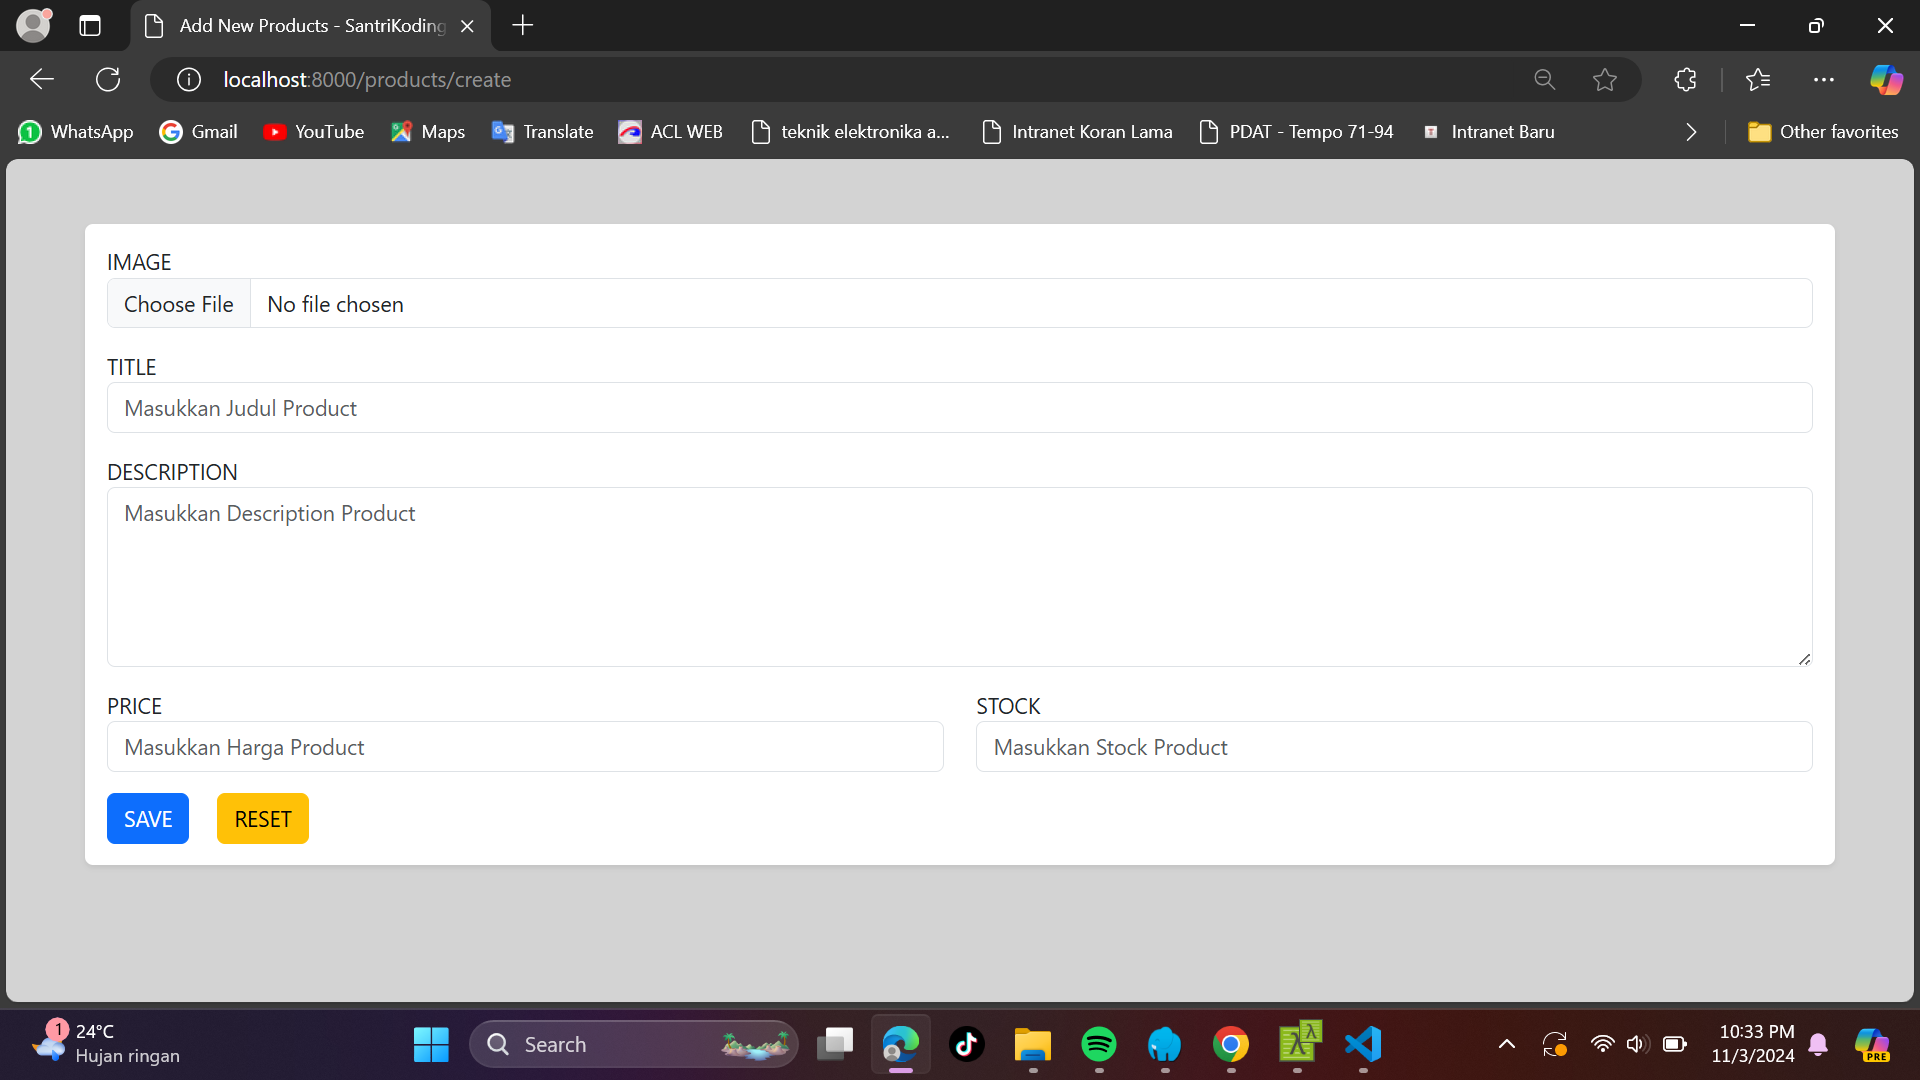 Add New Products - SantriKoding
localhost:8000/products/create
WhatsApp
Gmail
YouTube
Maps
Translate
ACL WEB
teknik elektronika a...
Intranet Koran Lama
PDAT - Tempo 71-94
Intranet Baru
Other favorites
IMAGE
Choose File No file chosen
TITLE
Masukkan Judul Product
DESCRIPTION
Masukkan Description Product
PRICE
STOCK
Masukkan Harga Product
Masukkan Stock Product
SAVE
RESET
1
24°C
Hujan ringan
Search
10:33 PM
11/3/2024
PRE